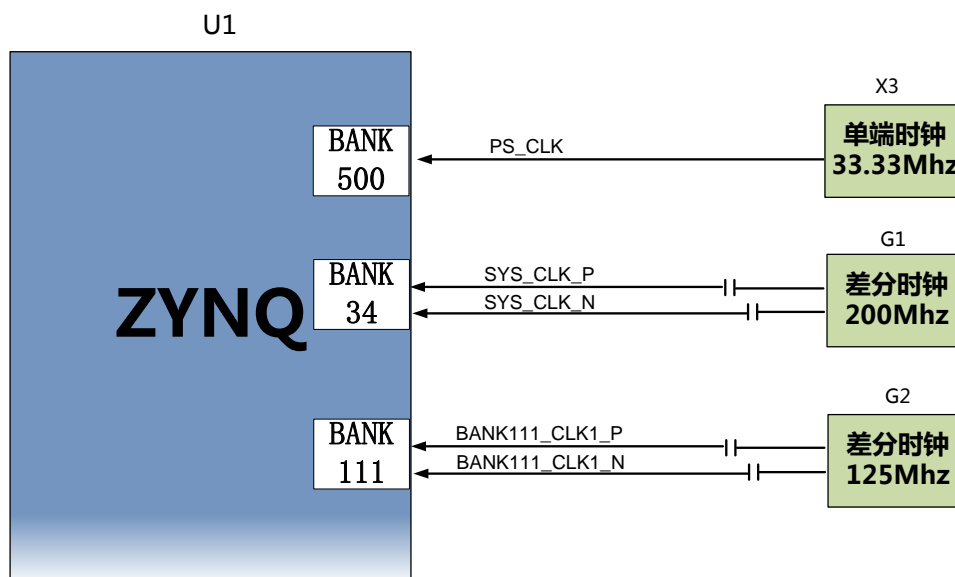 U1
X3
BANK
500
PS_CLK
单端时钟
33.33Mhz
G1
BANK
34
SYS_CLK_P
SYS_CLK_N
差分时钟
200Mhz
ZYNQ
G2
BANK
111
BANK111_CLK1_P
BANK111_CLK1_N
差分时钟
125Mhz